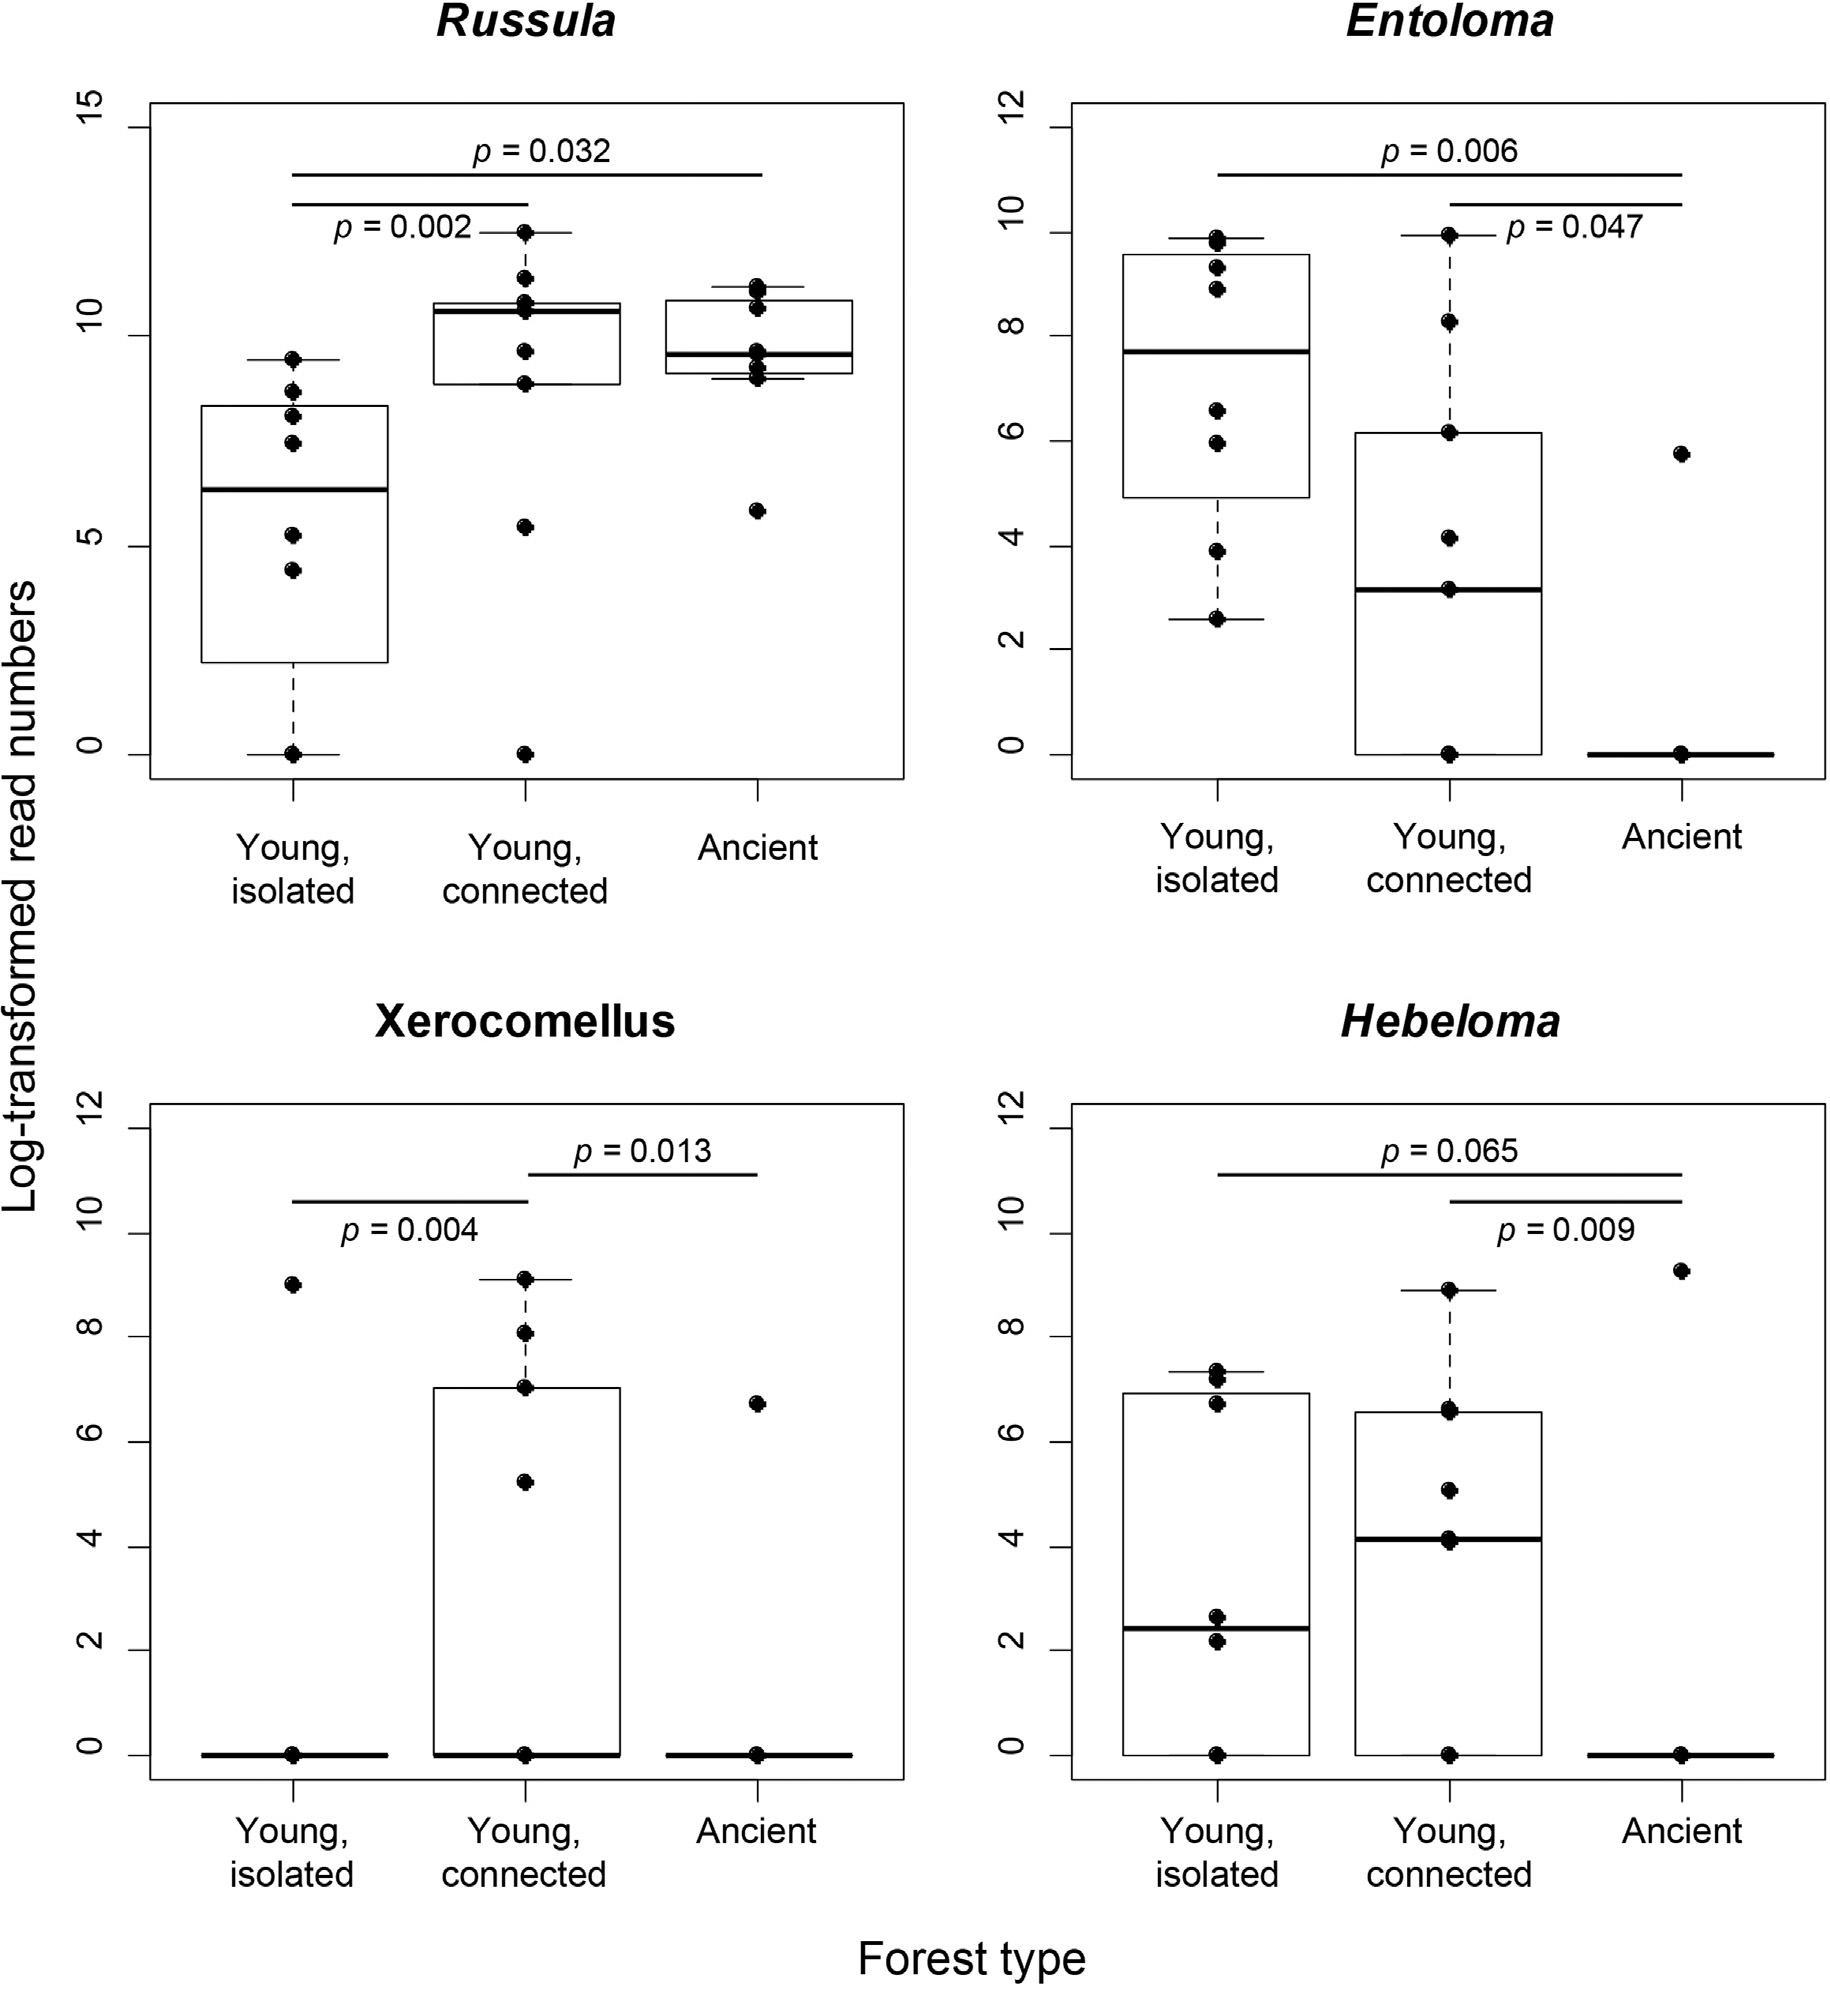 Russula
Entoloma
15
10
5
0
p = 0.032
p = 0.002
12
10
8
6
4
2
0
p = 0.006
p = 0.047
Young,
isolated
Young,
connected
Ancient
Young,
isolated
Young,
connected
Ancient
Log-transformed read numbers
Xerocomellus
Hebeloma
12
10
8
6
4
2
0
p = 0.013
p = 0.004
12
10
8
6
4
2
0
p = 0.065
p = 0.009
Young,
isolated
Young,
connected
Ancient
Young,
isolated
Young,
connected
Ancient
Forest type